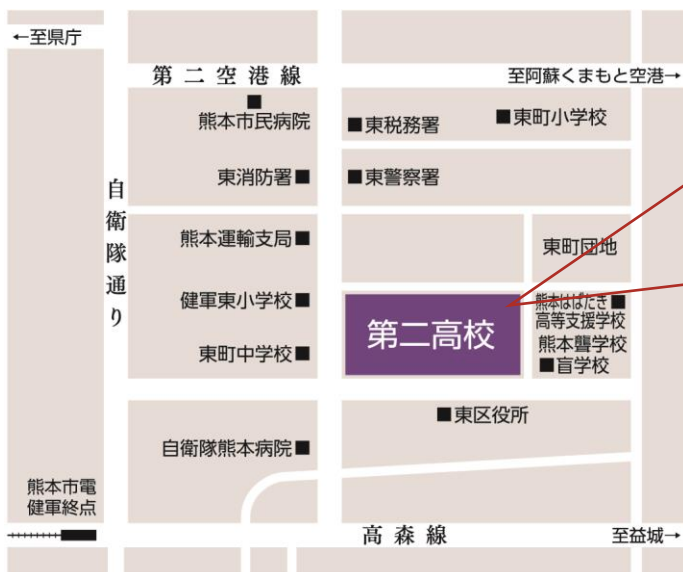 ←至県庁
第二空港線
至阿蘇くまもと空港→
熊本市民病院
■東税務署
■東町小学校
東消防署■
■東警察署
自衛隊通り
熊本運輸支局■
東町団地
健軍東小学校■
第二高校
熊本はばたき■
高等支援学校
東町中学校■
熊本聾学校
■盲学校
■東区役所
自衛隊熊本病院■
熊本市電
健軍終点
高森線
至益城→